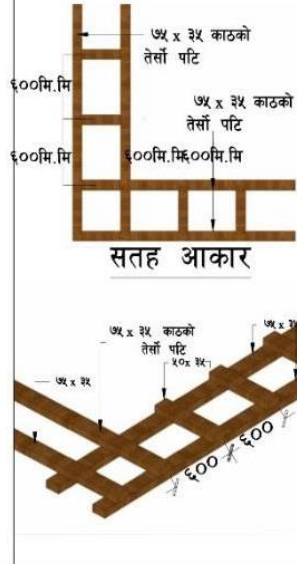 ७५ x ३५ काठको
तेर्सो पटि
६००मि.मि
७५ x ३५ काठको
तेर्सो पटि
६००मि.मि
६००मि.मि
६००मि.मि
सतह आकार
७५ x ३५
७५ x ३५ काठको
तेर्सो पटि
५०x ३५
७५ x ३५
६००
६००